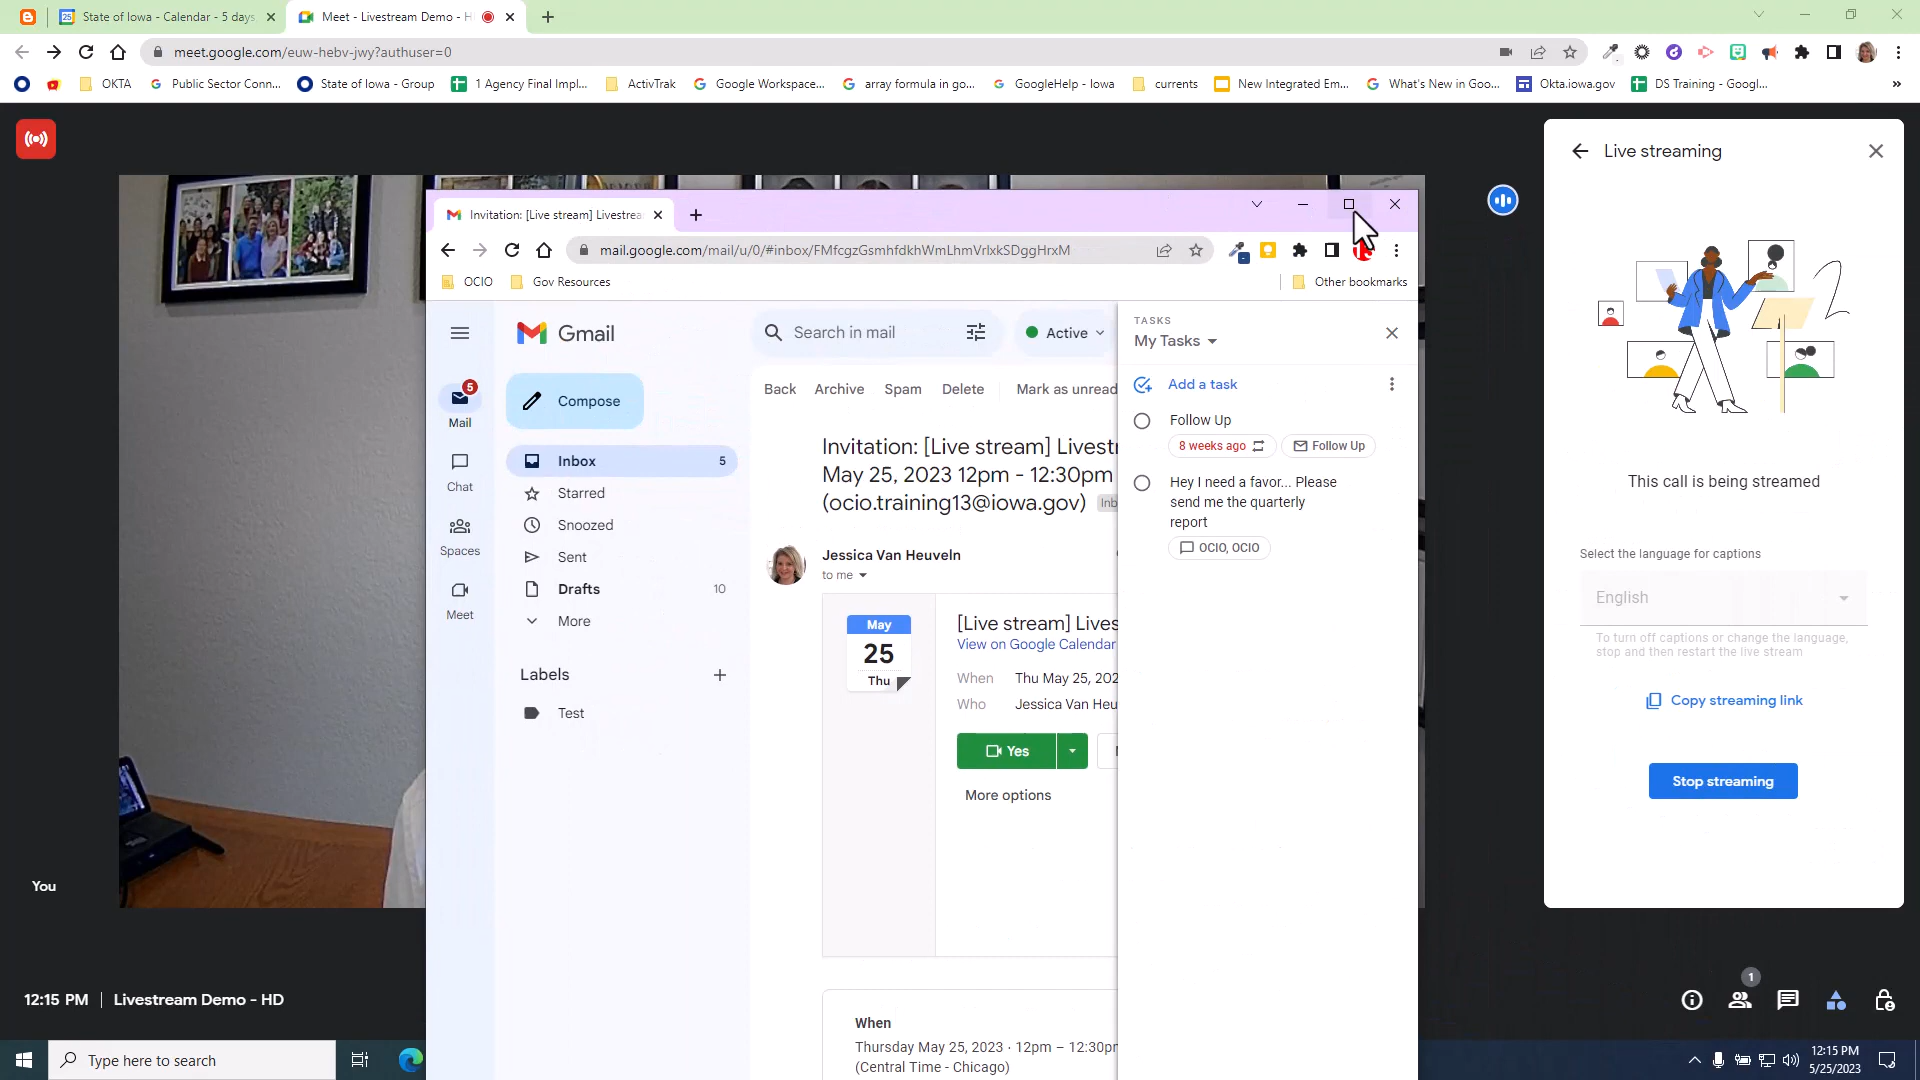 State of Iowa - Calendar - 5 days,
Meet - Livestream Demo - H
meet.google.com/euw-hebv-jwy?authuser=0
OKTA
Public Sector Conn...
State of Iowa - Group
1 Agency Final Impl...
ActivTrak
Google Workspace...
array formula in go...
GoogleHelp - Iowa
currents
New Integrated Em...
What's New in Goo...
Okta.iowa.gov
DS Training - Googl...
»
Invitation: [Live stream] Livestrea
mail.google.com/mail/u/0/#inbox/FMfcgzGsmhfdkhWmLhmVrlxkSDggHrxM
OCIO
Gov Resources
Other bookmarks
Gmail
Search in mail
Active
5
Mail
Chat
Spaces
Meet
Compose
Inbox 5
Starred
Snoozed
Sent
Drafts 10
More
Labels
Test
Back
Archive
Spam
Delete
Mark as unread
Invitation: [Live stream] Livest
May 25, 2023 12pm - 12:30pm
(ocio.training13@iowa.gov) Inb
Jessica Van Heuveln
to me
May
25
Thu
[Live stream] Lives
View on Google Calendar
When Thu May 25, 202
Who Jessica Van Heu
Yes
More options
When
Thursday May 25, 2023 · 12pm – 12:30pm
(Central Time - Chicago)
TASKS
My Tasks
Add a task
Follow Up
8 weeks ago
Follow Up
Hey I need a favor... Please
send me the quarterly
report
OCIO, OCIO
Live streaming
This call is being streamed
Select the language for captions
English
To turn off captions or change the language,
stop and then restart the live stream
Copy streaming link
Stop streaming
You
12:15 PM | Livestream Demo - HD
1
Type here to search
12:15 PM
5/25/2023